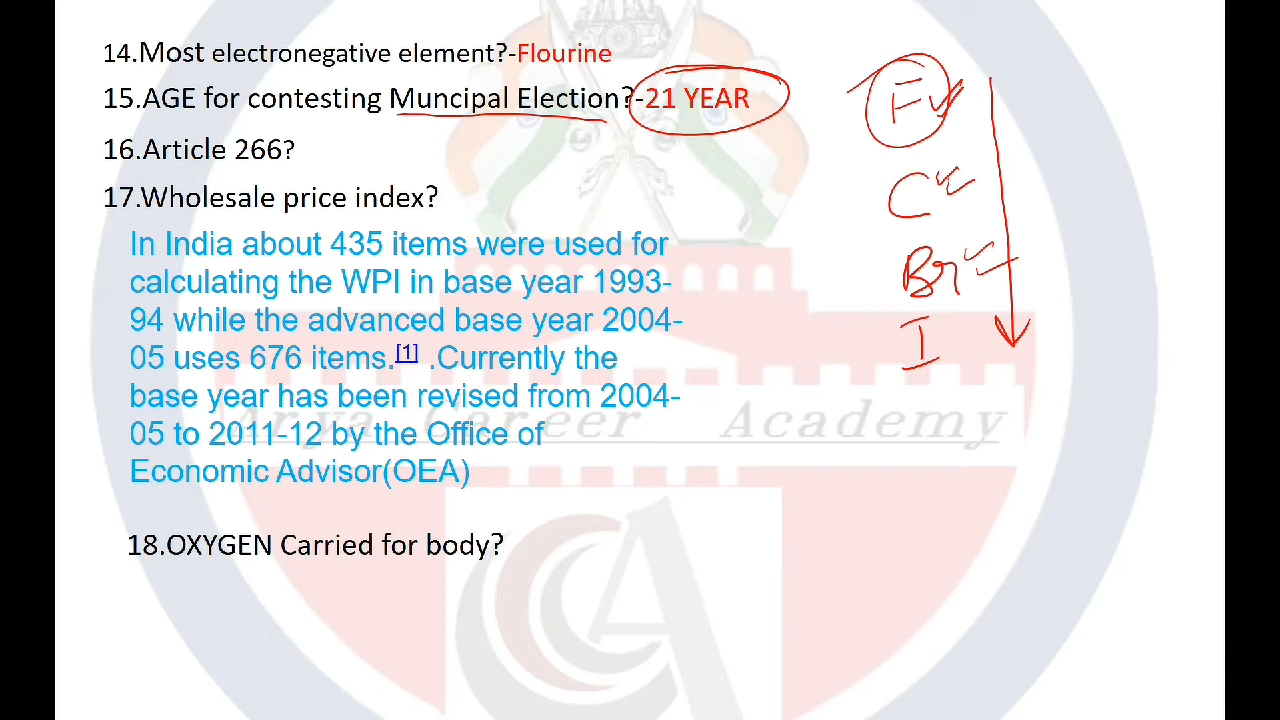 14.Most electronegative element?-Flourine
15.AGE for contesting Muncipal Election?-21 YEAR
16.Article 266?
17.Wholesale price index?
In India about 435 items were used for
calculating the WPI in base year 1993-
94 while the advanced base year 2004-
05 uses 676 items.[1] .Currently the
base year has been revised from 2004-
05 to 2011-12 by the Office of
Economic Advisor(OEA)
Arya Career Academy
18.OXYGEN Carried for body?
F
Br
I